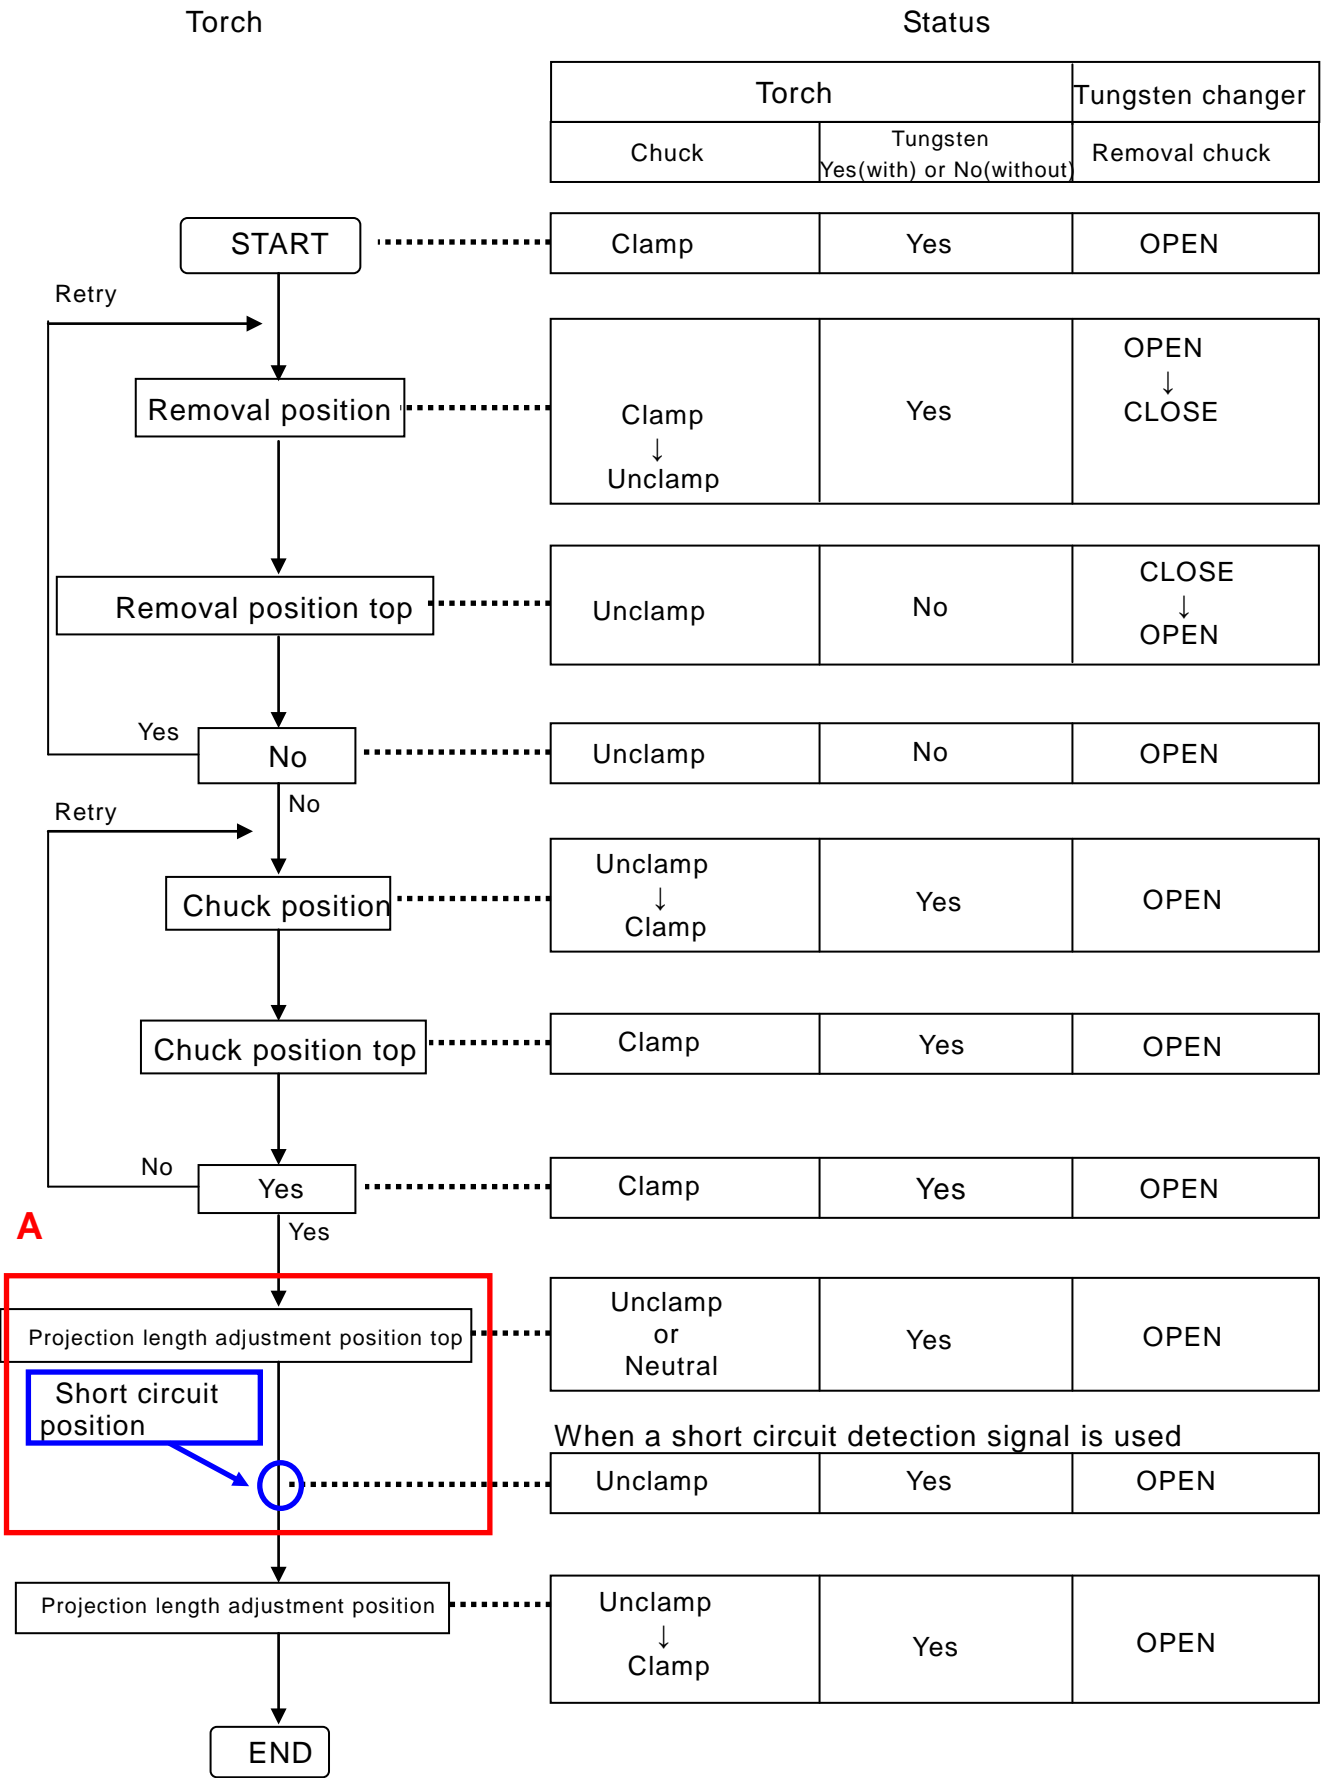 Torch
Status
Torch
Tungsten changer
Chuck
Tungsten
Yes(with) or No(without)
Removal chuck
START
Clamp
Yes
OPEN
Retry
Removal position
Clamp
↓
Unclamp
Yes
OPEN
↓
CLOSE
Removal position top
Unclamp
No
CLOSE
↓
OPEN
Yes
No
Unclamp
No
OPEN
No
Retry
Chuck position
Unclamp
↓
Clamp
Yes
OPEN
Chuck position top
Clamp
Yes
OPEN
No
Yes
Clamp
Yes
OPEN
A
Yes
Projection length adjustment position top
Unclamp
or
Neutral
Yes
OPEN
Short circuit
position
When a short circuit detection signal is used
Unclamp
Yes
OPEN
Projection length adjustment position
Unclamp
↓
Clamp
Yes
OPEN
END